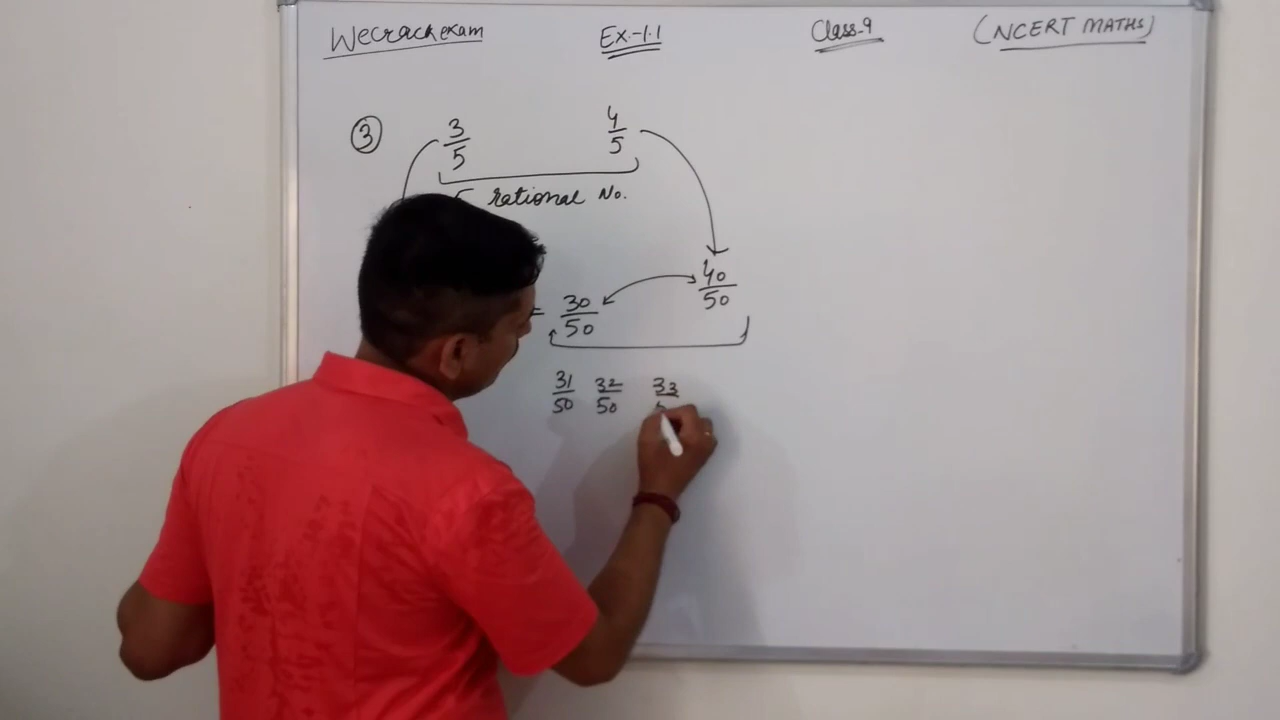 Wecrackexam Ex.-1.1 Class-9 (NCERT MATHS)
③ 3/5 4/5
rational No.
= 30/50 40/50
31/50 32/50 33